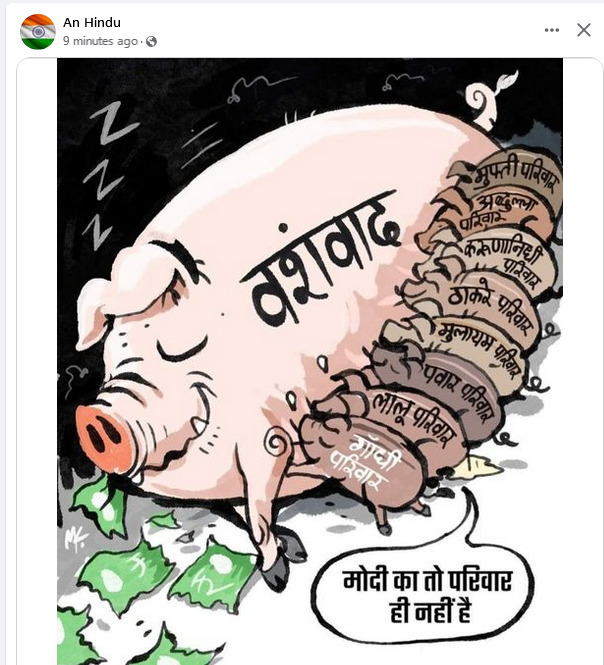 An Hindu
9 minutes ago
Z
Z
Z
वंशवाद
मुफ्ती परिवार
अब्दुल्ला
परिवार
करुणानिधी
परिवार
ठाकरे परिवार
मुलायम परिवार
पवार परिवार
लालू परिवार
गाँधी
परिवार
MK.
मोदी का तो परिवार
ही नहीं है